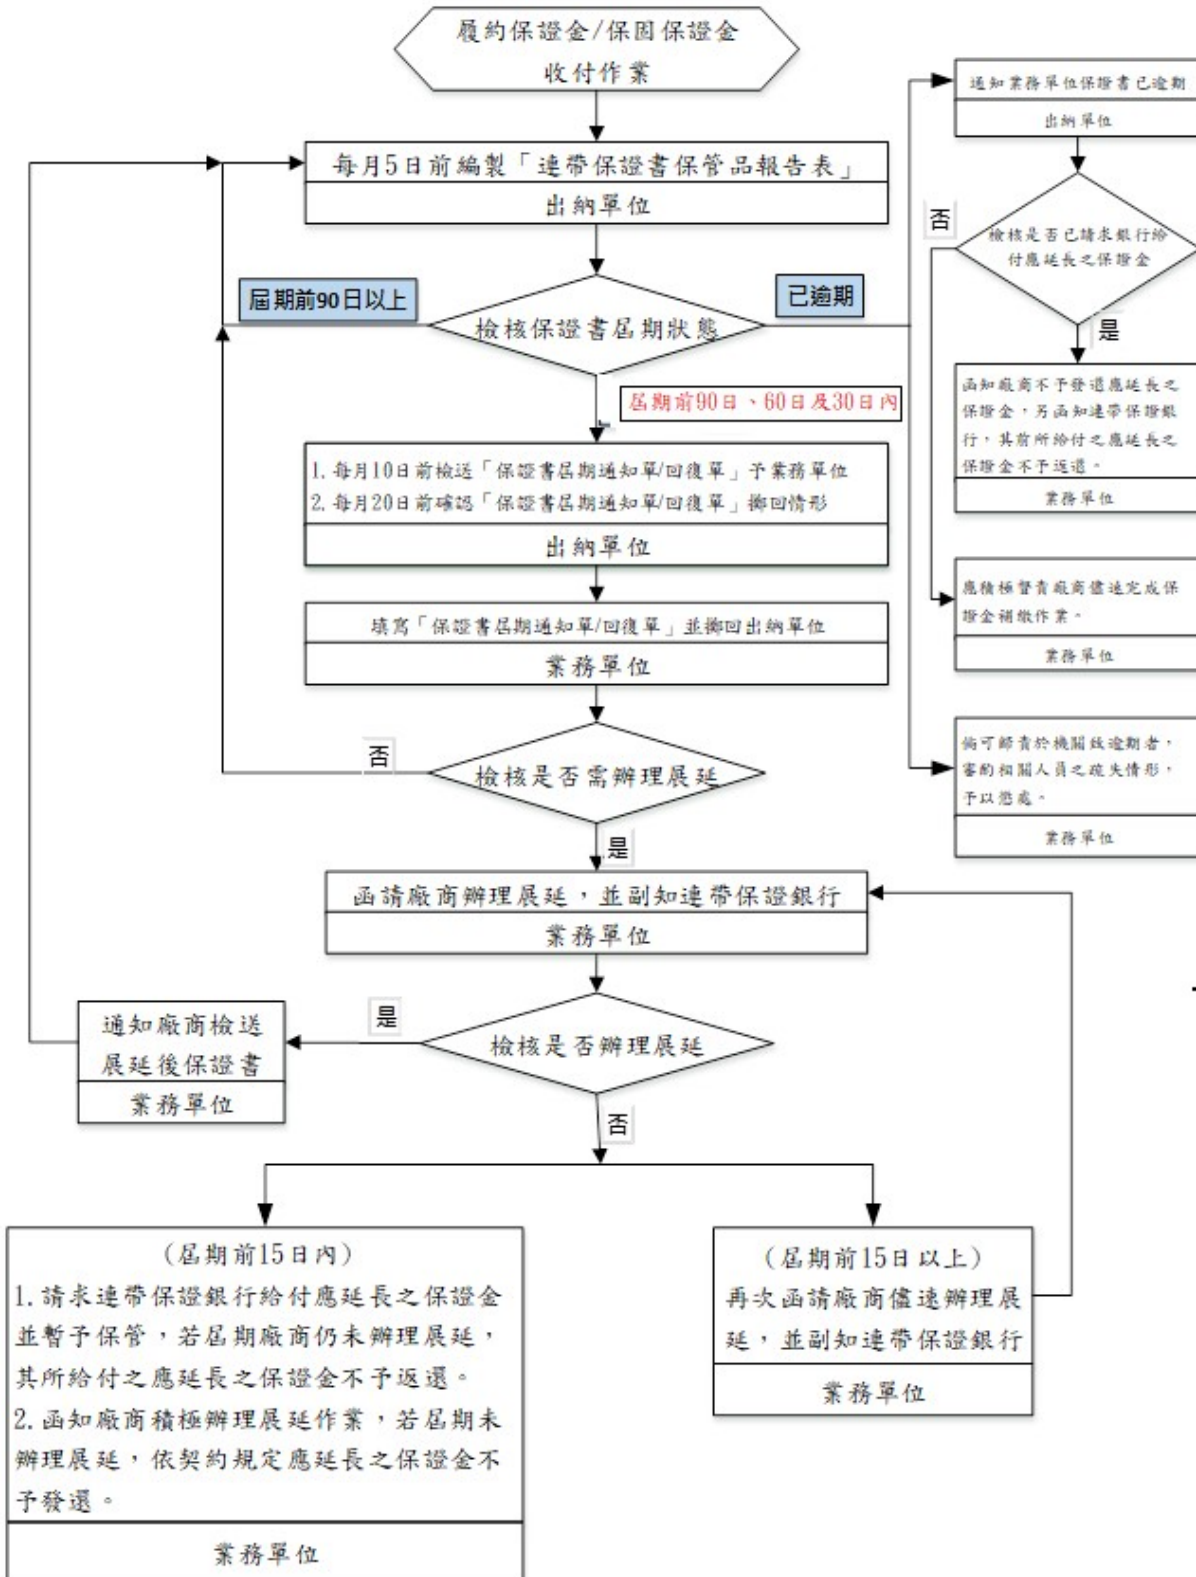 履約保證金/保固保證金
收付作業
每月5日前編製「連帶保證書保管品報告表」
出納單位
屆期前90日以上
檢核保證書屆期狀態
已逾期
屆期前90日、60日及30日內
1.每月10日前檢送「保證書屆期通知單/回復單」予業務單位
2.每月20日前確認「保證書屆期通知單/回復單」擲回情形
出納單位
填寫「保證書屆期通知單/回復單」並擲回出納單位
業務單位
否
檢核是否需辦理展延
是
函請廠商辦理展延，並副知連帶保證銀行
業務單位
檢核是否辦理展延
是
通知廠商檢送
展延後保證書
業務單位
否
(屆期前15日內)
1.請求連帶保證銀行給付應延長之保證金
並暫予保管，若屆期廠商仍未辦理展延，
其所給付之應延長之保證金不予返還。
2.函知廠商積極辦理展延作業，若屆期未
辦理展延，依契約規定應延長之保證金不
予發還。
業務單位
(屆期前15日以上)
再次函請廠商儘速辦理展
延，並副知連帶保證銀行
業務單位
通知業務單位保證書已逾期
出納單位
否
檢核是否已請求銀行給
付應延長之保證金
是
函知廠商不予發還應延長之
保證金，另函知連帶保證銀
行，其前所給付之應延長之
保證金不予返還。
業務單位
應積極督責廠商儘速完成保
證金補繳作業。
業務單位
倘可歸責於機關致逾期者，
審酌相關人員之疏失情形，
予以懲處。
業務單位